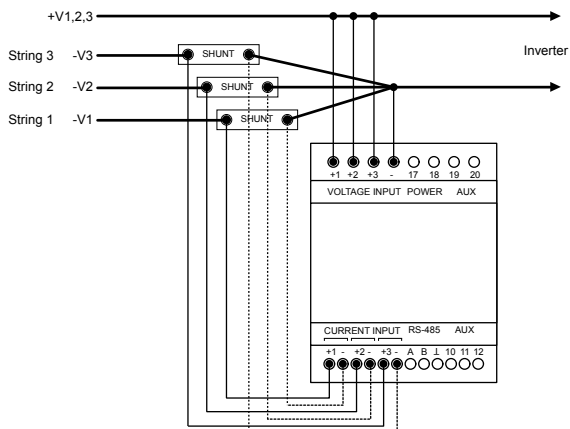 +V1,2,3
Inverter
String 3 -V3 SHUNT
String 2 -V2 SHUNT
String 1 -V1 SHUNT
+1 +2 +3 - 17 18 19 20
VOLTAGE INPUT POWER AUX
CURRENT INPUT RS-485 AUX
+1 - +2 - +3 - A B ⊥ 10 11 12